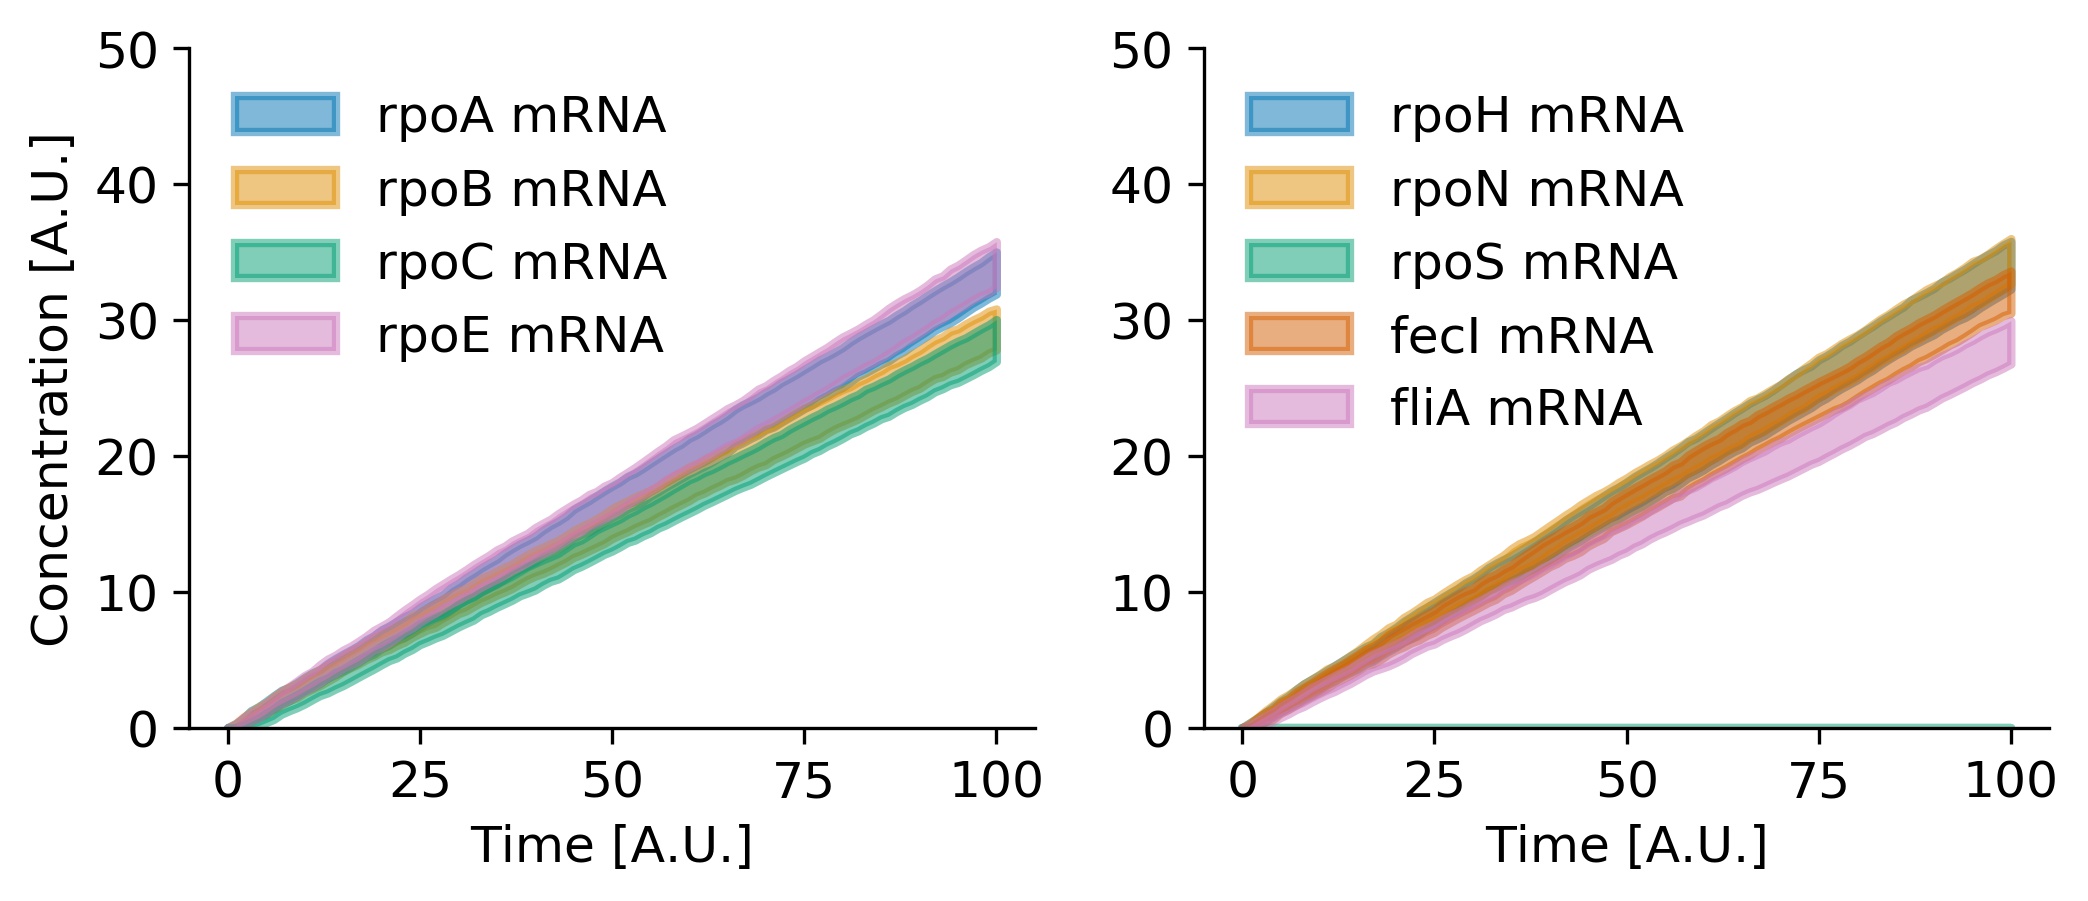 50
40
30
20
10
0
Concentration [A.U.]
rpoA mRNA
rpoB mRNA
rpoC mRNA
rpoE mRNA
0 25 50 75 100
Time [A.U.]
50
40
30
20
10
0
rpoH mRNA
rpoN mRNA
rpoS mRNA
fecI mRNA
fliA mRNA
0 25 50 75 100
Time [A.U.]